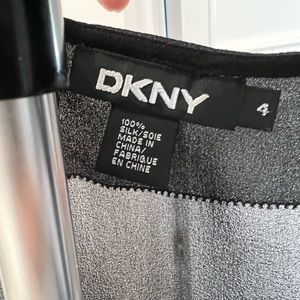 DKNY
4
100%
SILK/SOIE
MADE IN
CHINA/
FABRIQUE
EN CHINE